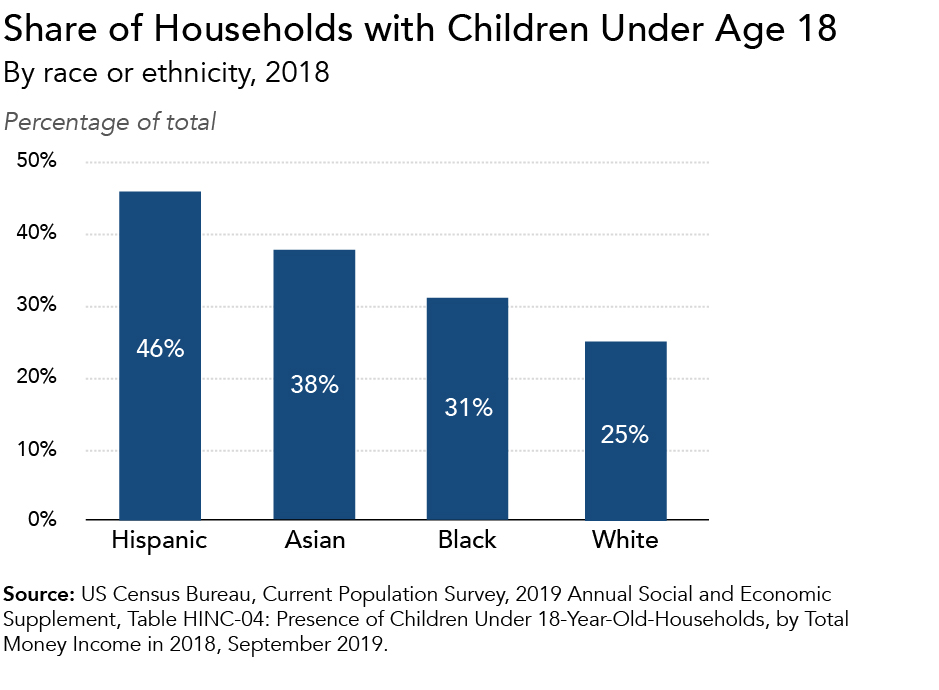 Share of Households with Children Under Age 18
By race or ethnicity, 2018
Percentage of total
50%
40%
30%
20%
10%
0%
46%
38%
31%
25%
Hispanic Asian Black White
Source: US Census Bureau, Current Population Survey, 2019 Annual Social and Economic
Supplement, Table HINC-04: Presence of Children Under 18-Year-Old-Households, by Total
Money Income in 2018, September 2019.